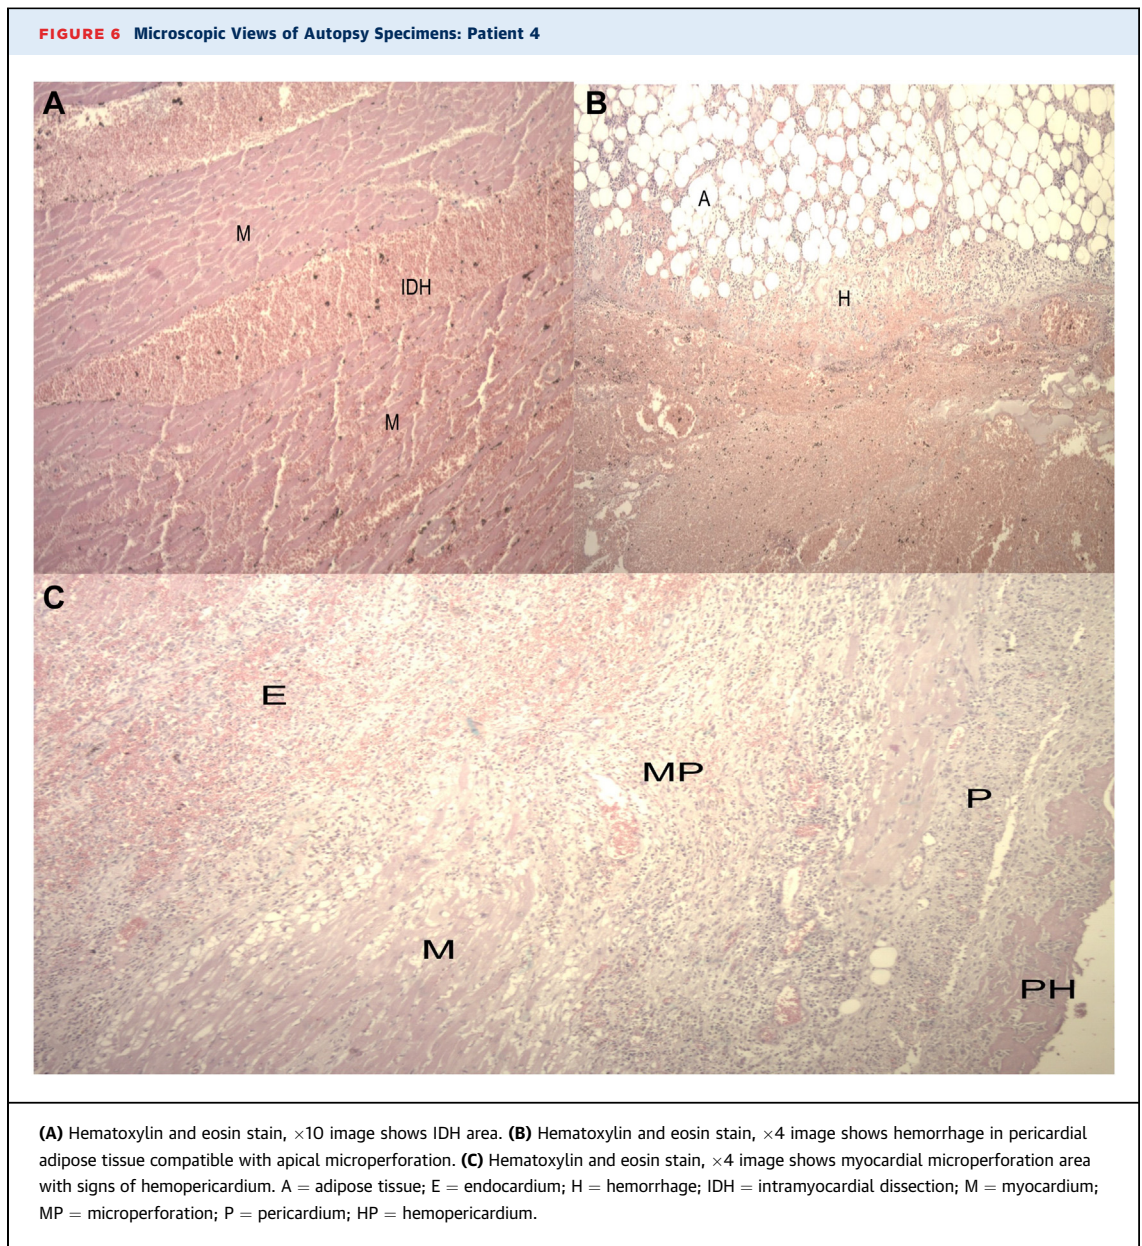 FIGURE 6 Microscopic Views of Autopsy Specimens: Patient 4
A
B
M
A
IDH
H
M
C
E
MP
P
M
PH
(A) Hematoxylin and eosin stain, ×10 image shows IDH area. (B) Hematoxylin and eosin stain, ×4 image shows hemorrhage in pericardial
adipose tissue compatible with apical microperforation. (C) Hematoxylin and eosin stain, ×4 image shows myocardial microperforation area
with signs of hemopericardium. A = adipose tissue; E = endocardium; H = hemorrhage; IDH = intramyocardial dissection; M = myocardium;
MP = microperforation; P = pericardium; HP = hemopericardium.